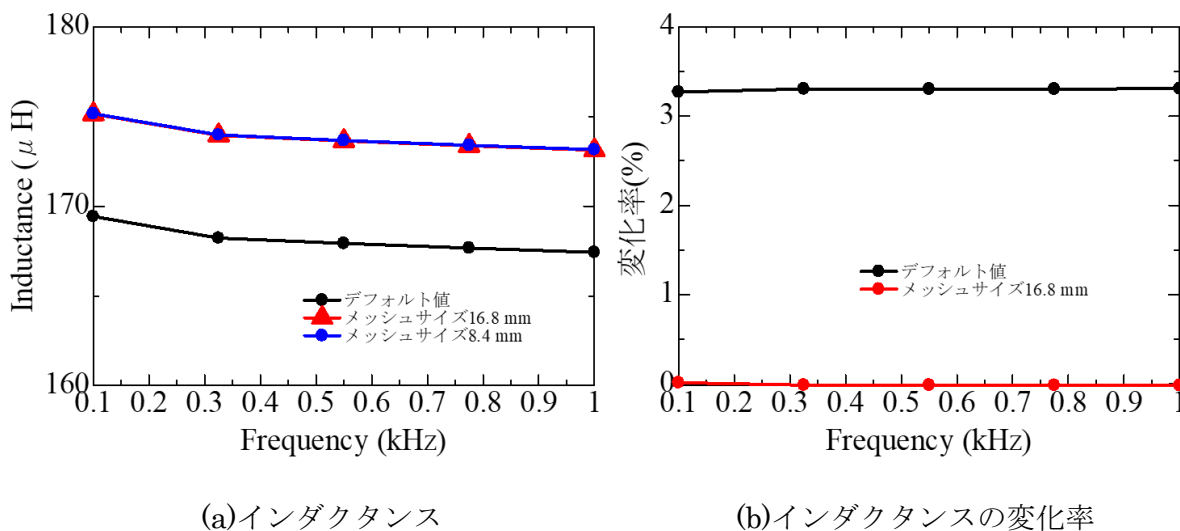 180
170
160
Inductance (μH)
デフォルト値
メッシュサイズ16.8 mm
メッシュサイズ8.4 mm
0.1 0.2 0.3 0.4 0.5 0.6 0.7 0.8 0.9 1
Frequency (kHz)
(a)インダクタンス
4
3
2
1
0
変化率(%)
デフォルト値
メッシュサイズ16.8 mm
0.1 0.2 0.3 0.4 0.5 0.6 0.7 0.8 0.9 1
Frequency (kHz)
(b)インダクタンスの変化率